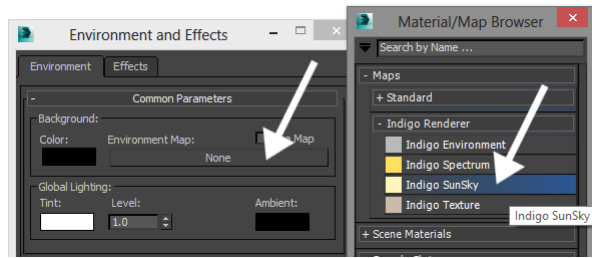 Environment and Effects
Environment
Effects
- Common Parameters
Background:
Color:
Environment Map:
Map
None
Global Lighting:
Tint:
Level:
Ambient:
1.0
Material/Map Browser
Search by Name ...
- Maps
+ Standard
- Indigo Renderer
Indigo Environment
Indigo Spectrum
Indigo SunSky
Indigo Texture
Indigo SunSky
+ Scene Materials